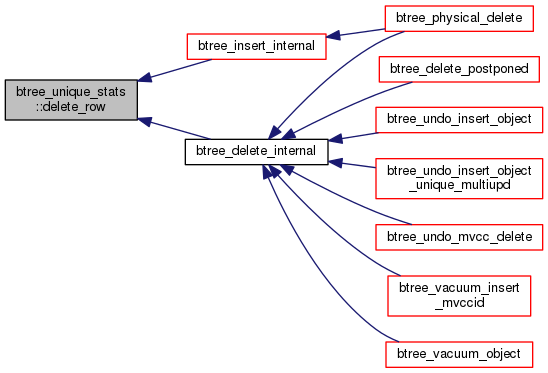 btree_unique_stats
::delete_row
btree_insert_internal
btree_delete_internal
btree_physical_delete
btree_delete_postponed
btree_undo_insert_object
btree_undo_insert_object
_unique_multiupd
btree_undo_mvcc_delete
btree_vacuum_insert
_mvccid
btree_vacuum_object